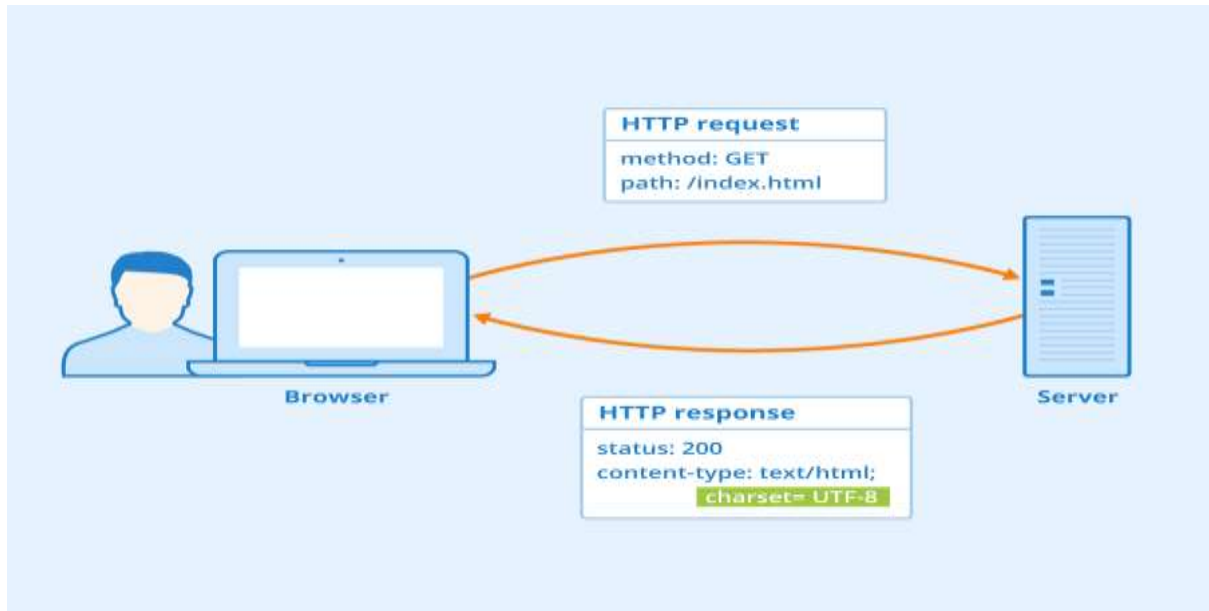 HTTP request
method: GET
path: /index.html
Browser
Server
HTTP response
status: 200
content-type: text/html;
charset= UTF-8